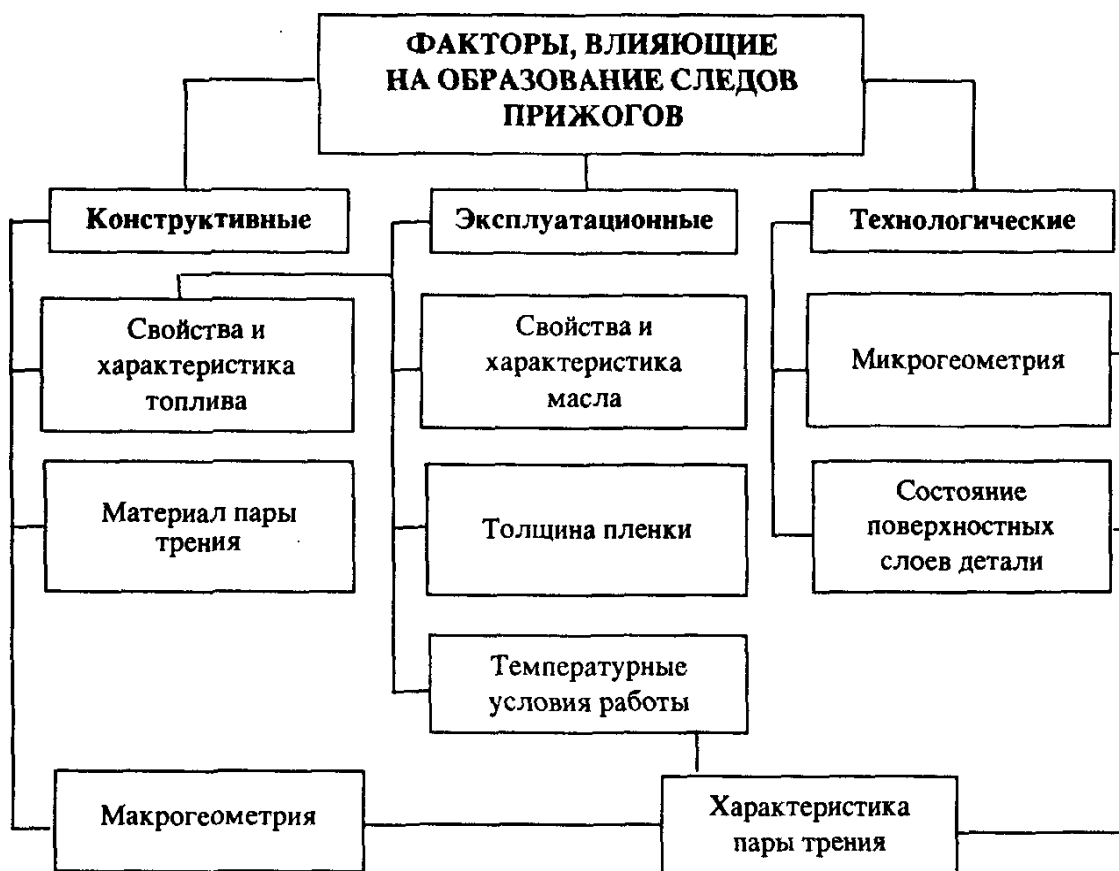 ФАКТОРЫ, ВЛИЯЮЩИЕ
НА ОБРАЗОВАНИЕ СЛЕДОВ
ПРИЖОГОВ
Конструктивные
Эксплуатационные
Технологические
Свойства и
характеристика
топлива
Свойства и
характеристика
масла
Микрогеометрия
Материал пары
трения
Толщина пленки
Состояние
поверхностных
слоев детали
Температурные
условия работы
Макрогеометрия
Характеристика
пары трения